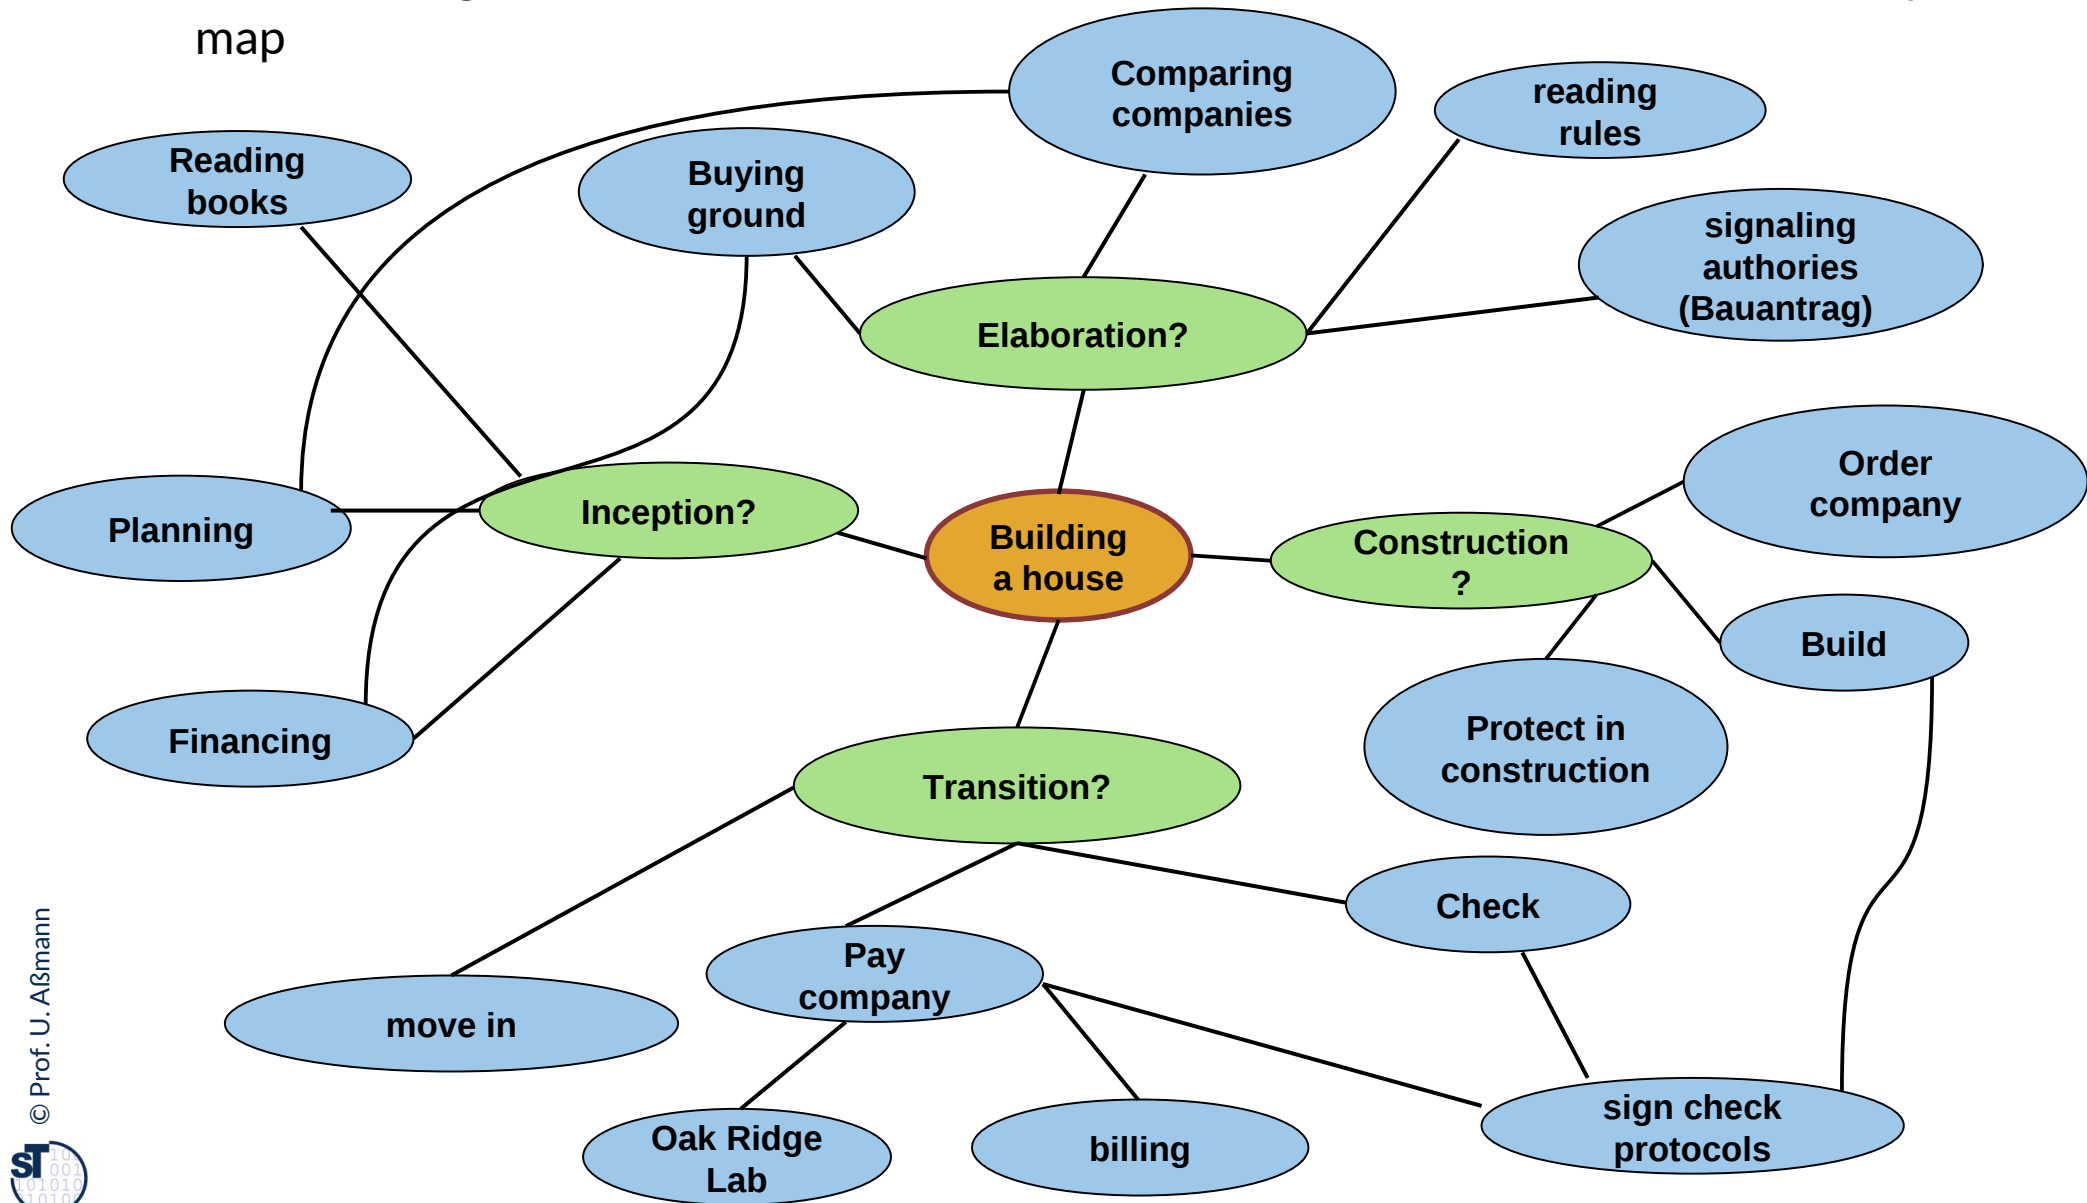 map
Comparing
companies
reading
rules
Reading
books
Buying
ground
signaling
authories
(Bauantrag)
Elaboration?
Order
company
Planning
Inception?
Building
a house
Construction
?
Build
Financing
Protect in
construction
Transition?
Check
Pay
company
move in
Oak Ridge
Lab
billing
sign check
protocols
© Prof. U. Aßmann
ST